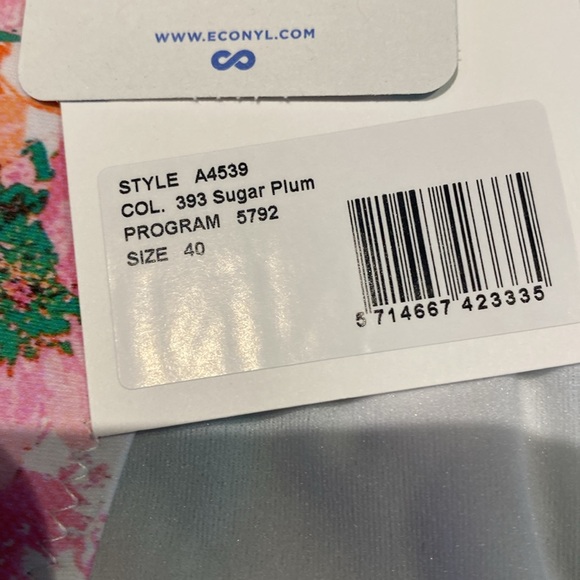 WWW.ECONYL.COM
STYLE A4539
COL. 393 Sugar Plum
PROGRAM 5792
SIZE 40
5 714667 423335